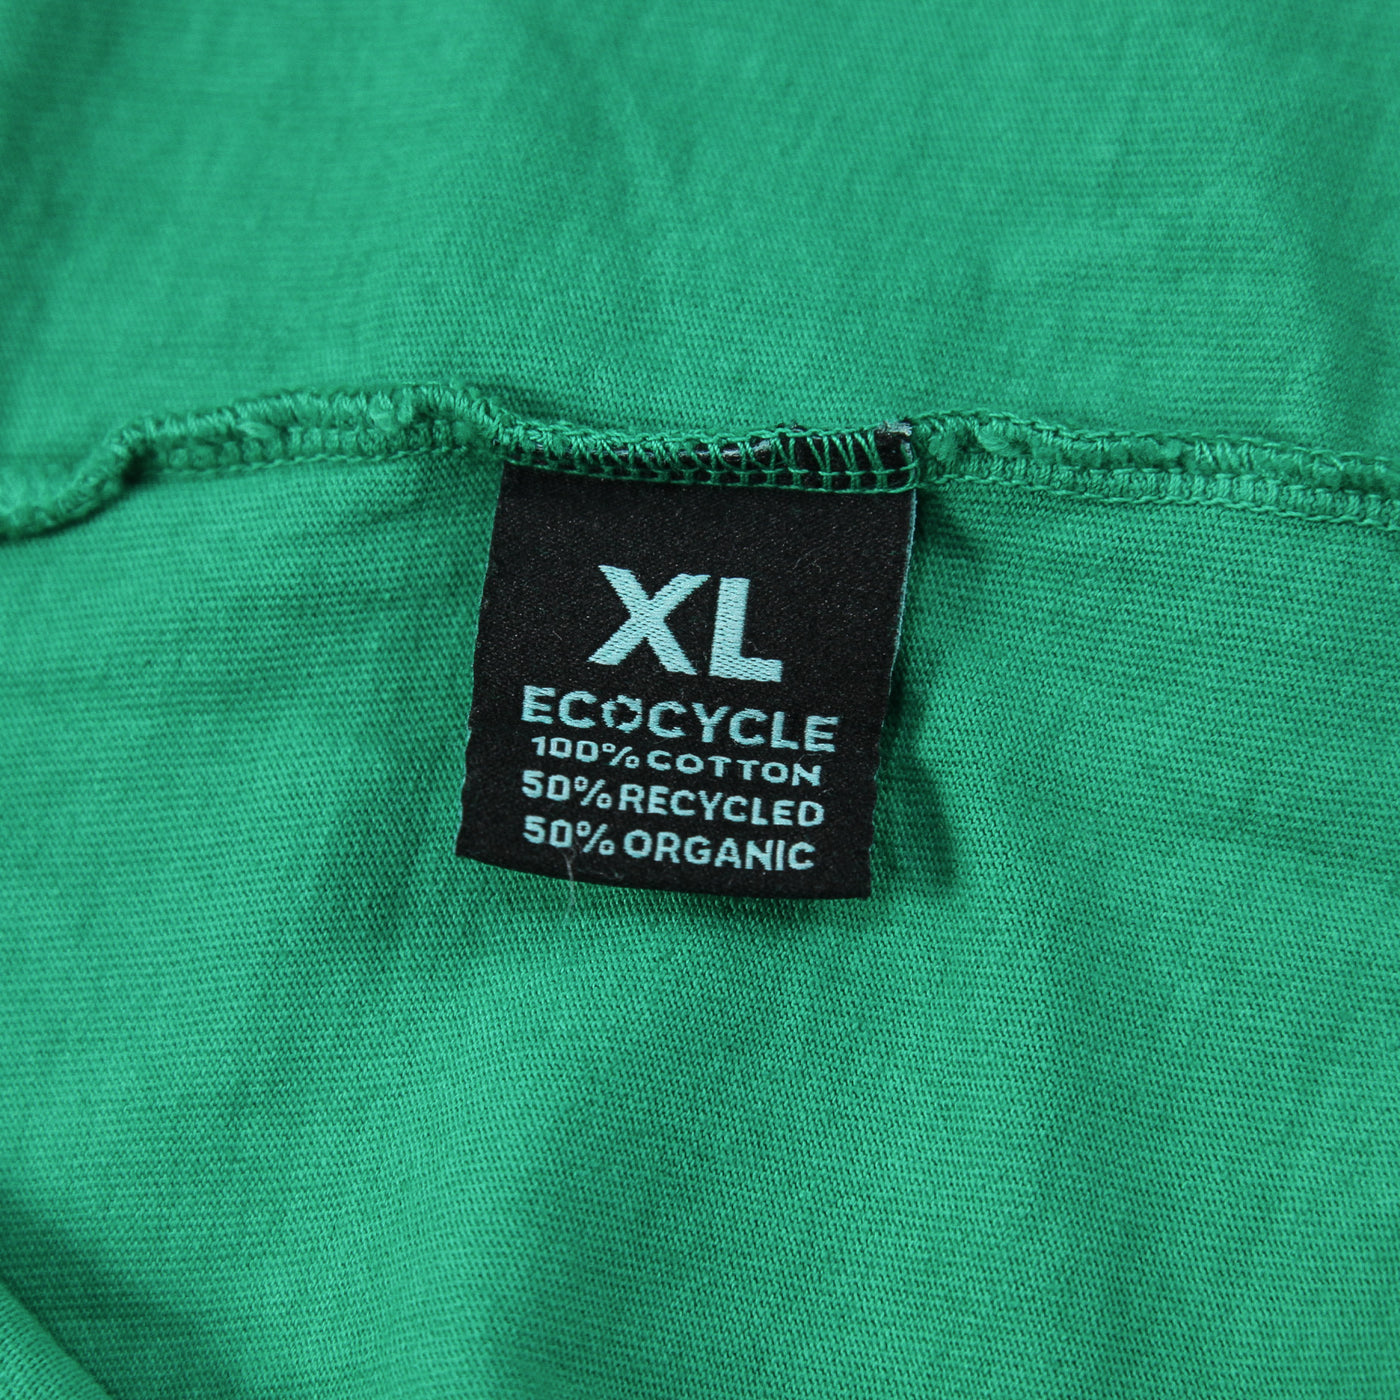 XL
ECOCYCLE
100% COTTON
50% RECYCLED
50% ORGANIC